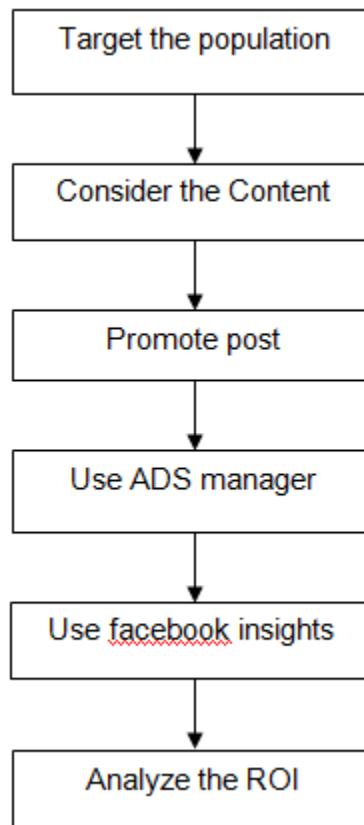 Target the population
Consider the Content
Promote post
Use ADS manager
Use facebook insights
Analyze the ROI